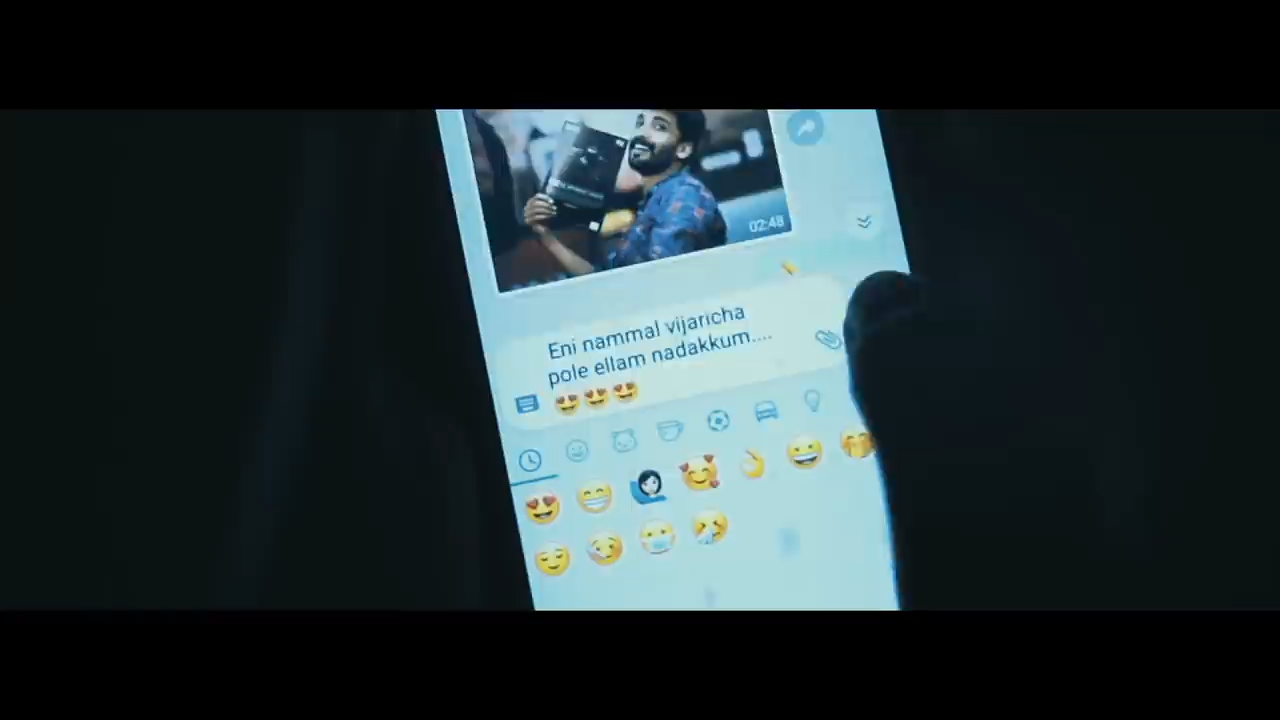 02:48
Eni nammal vijaricha
pole ellam nadakkum....
😍😍😍